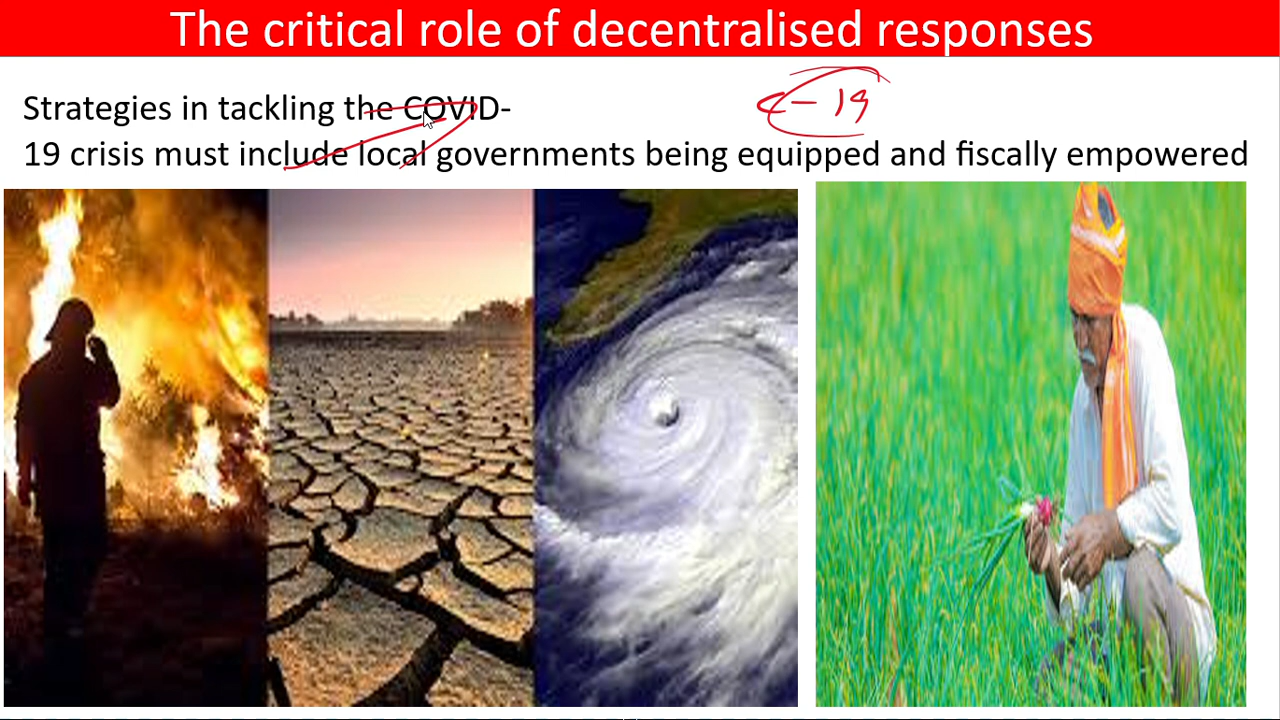 The critical role of decentralised responses
Strategies in tackling the COVID-
c - 19
19 crisis must include local governments being equipped and fiscally empowered